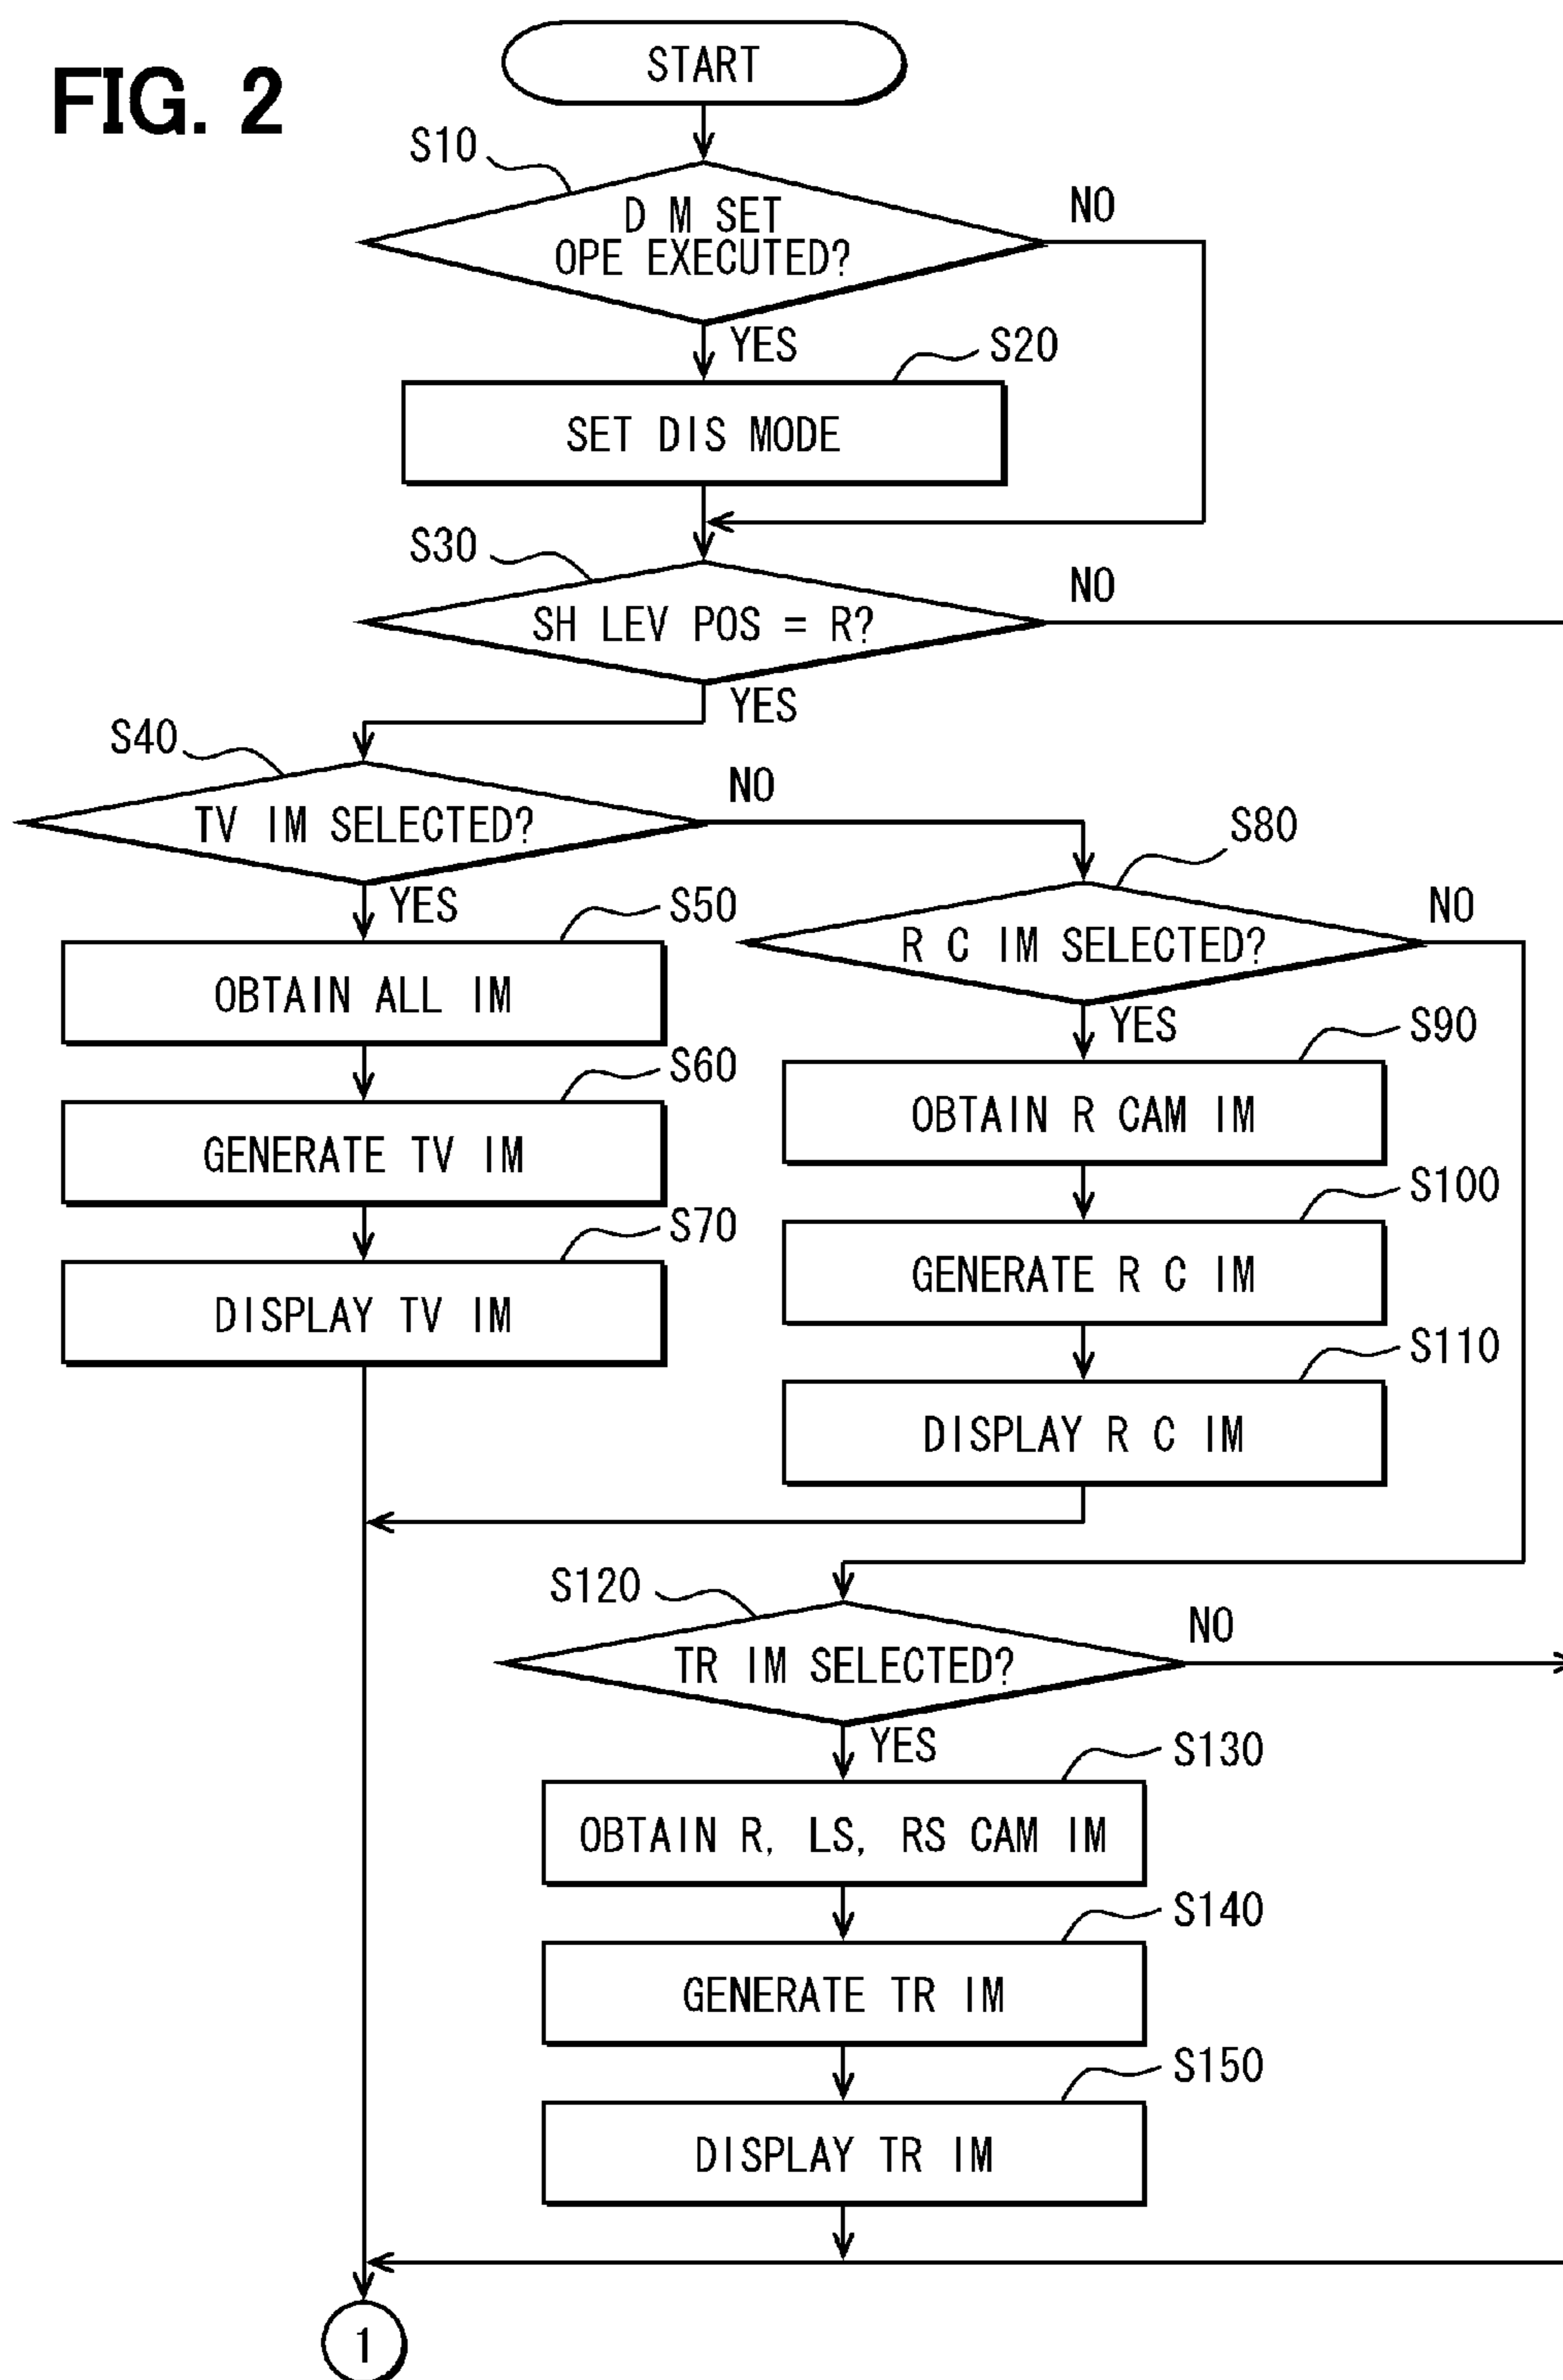 FIG. 2
START
S10
D M SET
OPE EXECUTED?
NO
YES
S20
SET DIS MODE
S30
SH LEV POS = R?
NO
YES
S40
TV IM SELECTED?
NO
YES
S80
R C IM SELECTED?
NO
YES
S50
OBTAIN ALL IM
S60
GENERATE TV IM
S70
DISPLAY TV IM
S90
OBTAIN R CAM IM
S100
GENERATE R C IM
S110
DISPLAY R C IM
S120
TR IM SELECTED?
NO
YES
S130
OBTAIN R, LS, RS CAM IM
S140
GENERATE TR IM
S150
DISPLAY TR IM
1